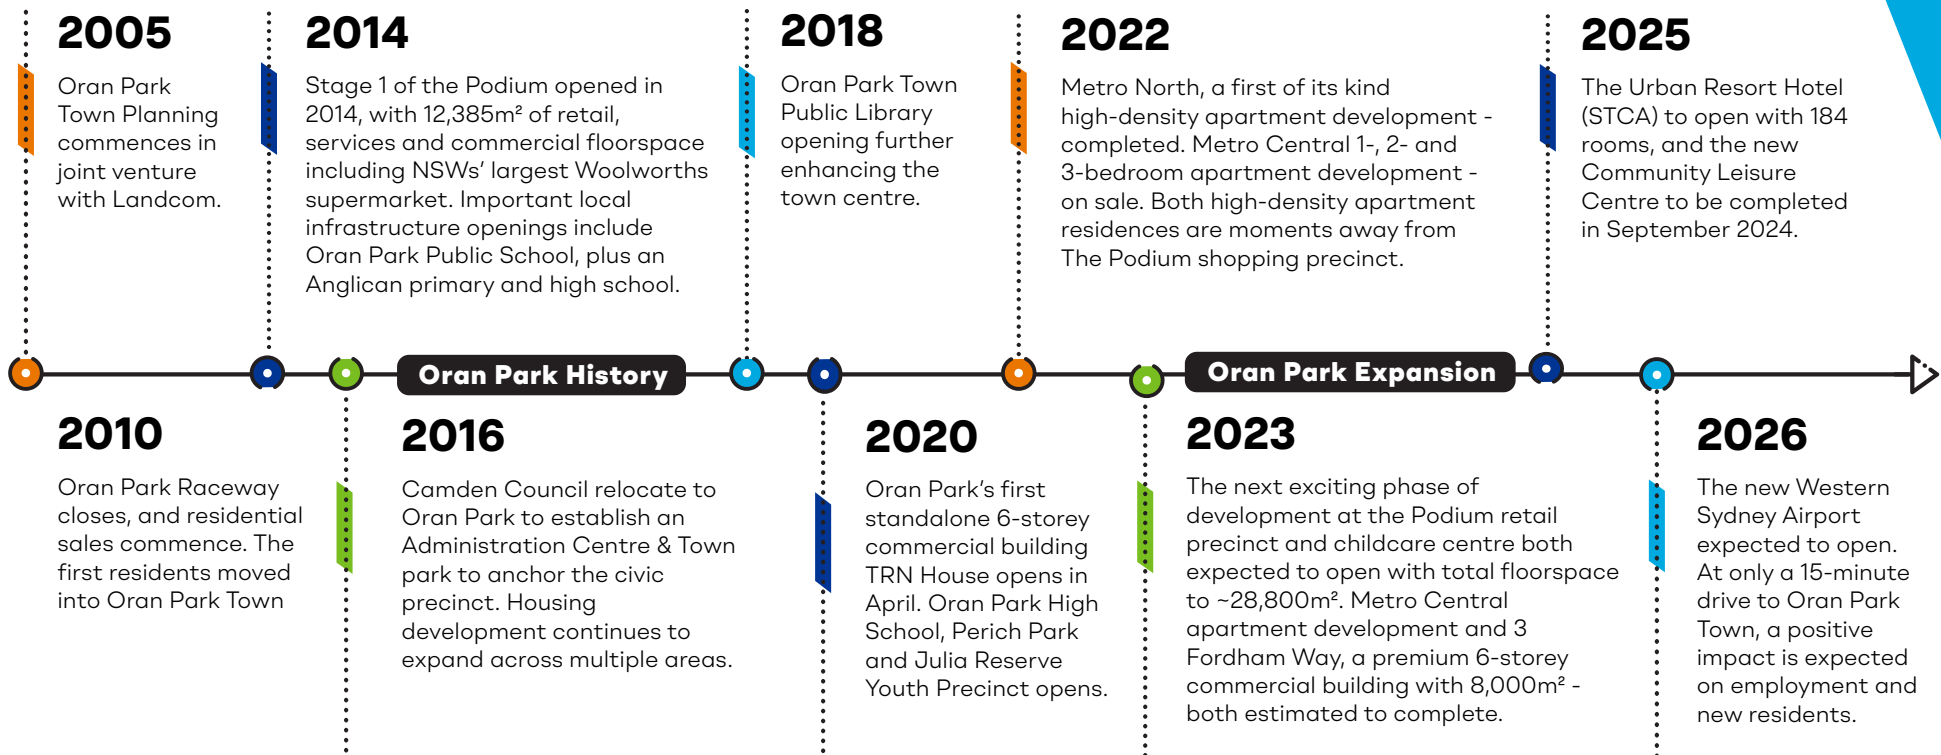 2005
Oran Park
Town Planning
commences in
joint venture
with Landcom.
2014
Stage 1 of the Podium opened in
2014, with 12,385m² of retail,
services and commercial floorspace
including NSWs’ largest Woolworths
supermarket. Important local
infrastructure openings include
Oran Park Public School, plus an
Anglican primary and high school.
2018
Oran Park Town
Public Library
opening further
enhancing the
town centre.
2022
Metro North, a first of its kind
high-density apartment development -
completed. Metro Central 1-, 2- and
3-bedroom apartment development -
on sale. Both high-density apartment
residences are moments away from
The Podium shopping precinct.
2025
The Urban Resort Hotel
(STCA) to open with 184
rooms, and the new
Community Leisure
Centre to be completed
in September 2024.
Oran Park History
Oran Park Expansion
2010
Oran Park Raceway
closes, and residential
sales commence. The
first residents moved
into Oran Park Town
2016
Camden Council relocate to
Oran Park to establish an
Administration Centre & Town
park to anchor the civic
precinct. Housing
development continues to
expand across multiple areas.
2020
Oran Park’s first
standalone 6-storey
commercial building
TRN House opens in
April. Oran Park High
School, Perich Park
and Julia Reserve
Youth Precinct opens.
2023
The next exciting phase of
development at the Podium retail
precinct and childcare centre both
expected to open with total floorspace
to ~28,800m². Metro Central
apartment development and 3
Fordham Way, a premium 6-storey
commercial building with 8,000m² -
both estimated to complete.
2026
The new Western
Sydney Airport
expected to open.
At only a 15-minute
drive to Oran Park
Town, a positive
impact is expected
on employment and
new residents.